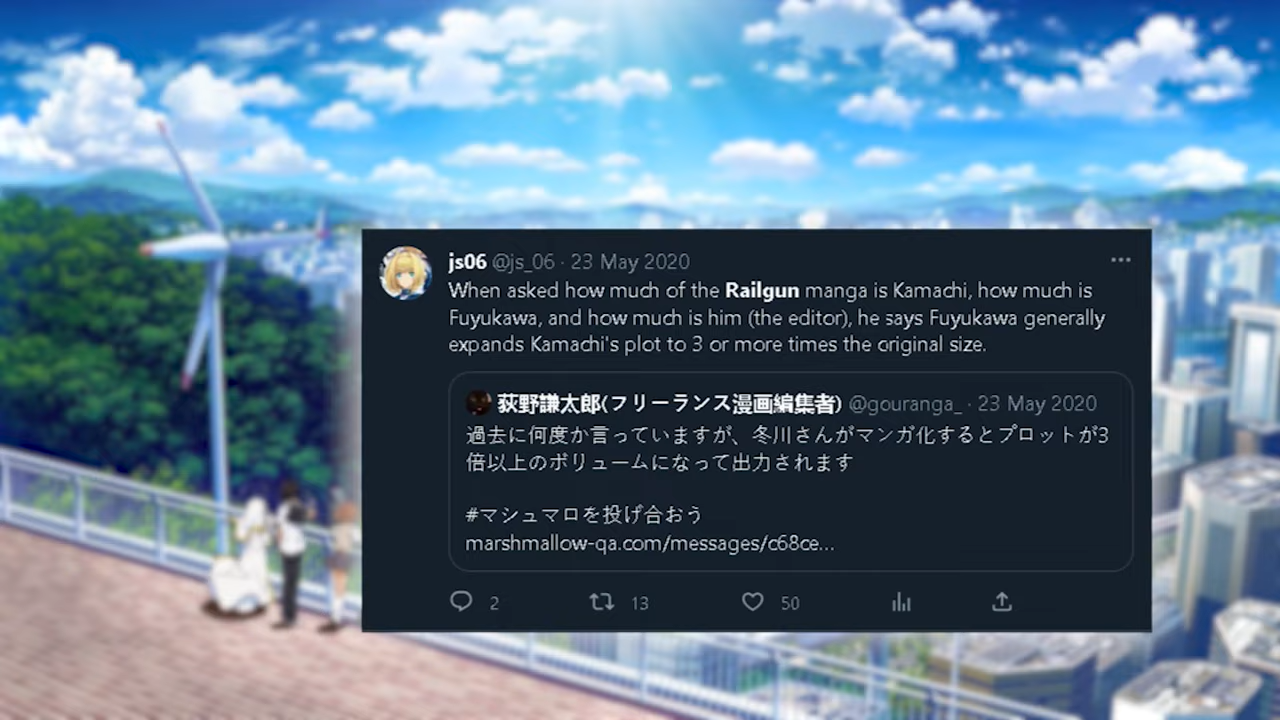 js06 @js_06 · 23 May 2020
When asked how much of the Railgun manga is Kamachi, how much is
Fuyukawa, and how much is him (the editor), he says Fuyukawa generally
expands Kamachi's plot to 3 or more times the original size.
荻野謙太郎(フリーランス漫画編集者) @gouranga_ · 23 May 2020
過去に何度か言っていますが、冬川さんがマンガ化するとプロットが3
倍以上のボリュームになって出力されます
#マシュマロを投げ合おう
marshmallow-qa.com/messages/c68ce...
2 13 50